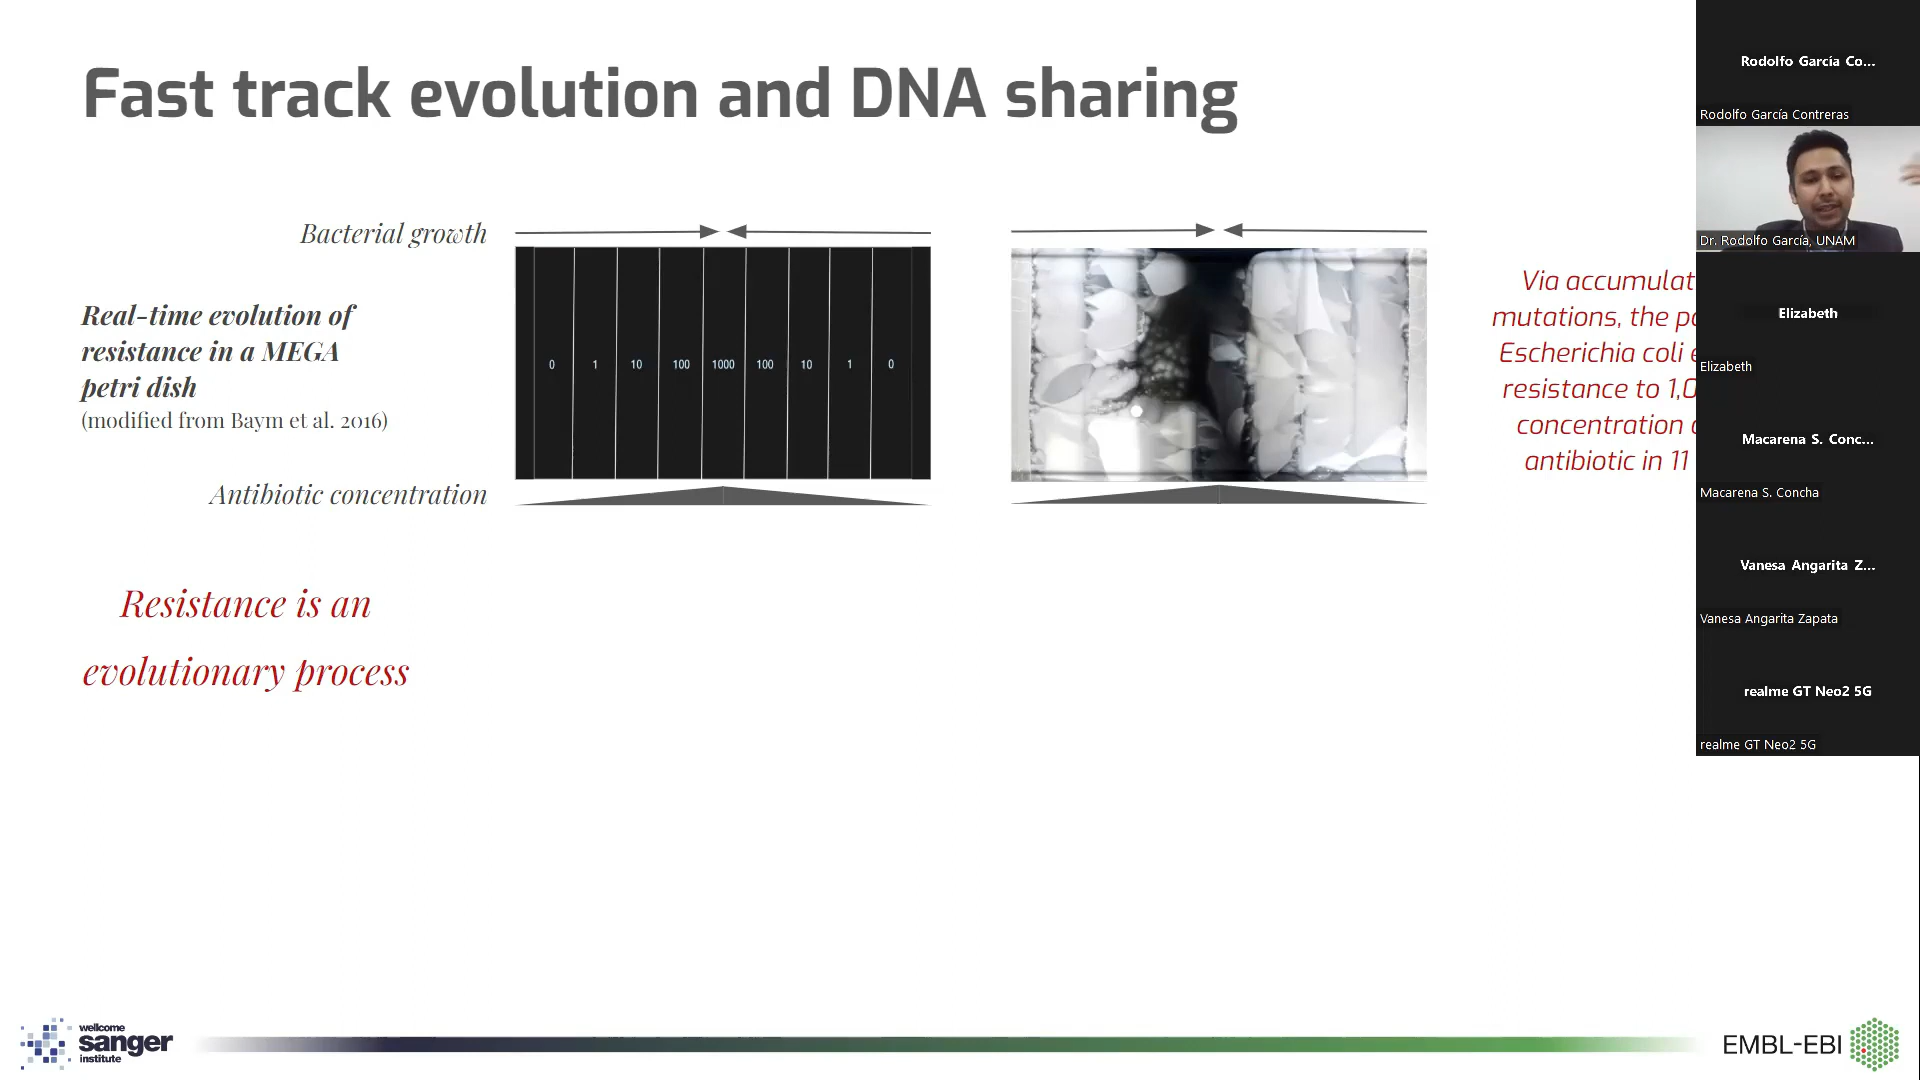 Fast track evolution and DNA sharing
Bacterial growth
Real-time evolution of
resistance in a MEGA
petri dish
(modified from Baym et al. 2016)
Antibiotic concentration
0 1 10 100 1000 100 10 1 0
Via accumulat
mutations, the
Escherichia coli
resistance to 1,0
concentration
antibiotic in 11
Resistance is an
evolutionary process
Rodolfo García Co...
Rodolfo García Contreras
Dr. Rodolfo García, UNAM
Elizabeth
Elizabeth
Macarena S. Conc...
Macarena S. Concha
Vanesa Angarita Z...
Vanesa Angarita Zapata
realme GT Neo2 5G
realme GT Neo2 5G
wellcome
sanger
institute
EMBL-EBI